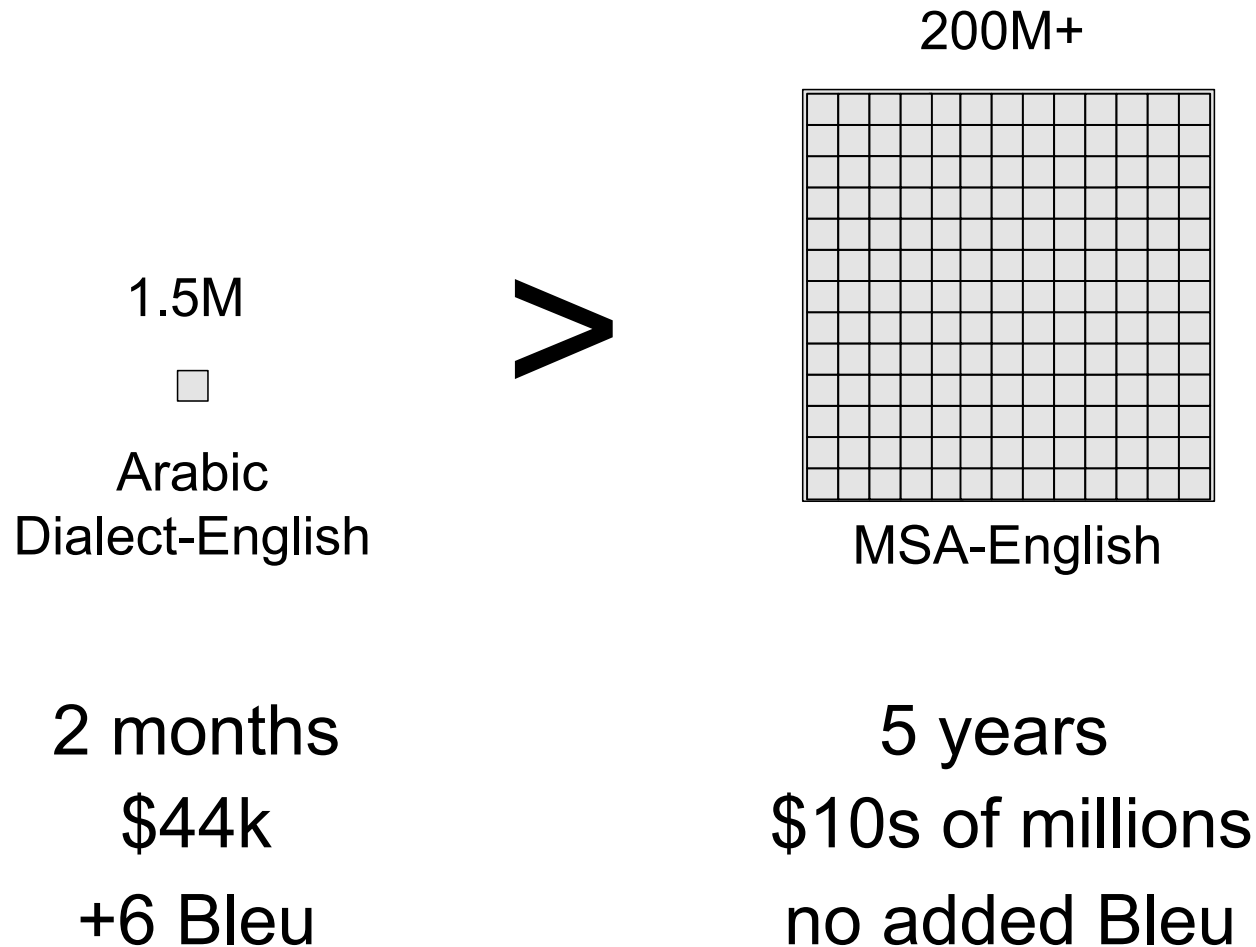 1.5M
Arabic
Dialect-English
2 months
$44k
+6 Bleu
>
200M+
MSA-English
5 years
$10s of millions
no added Bleu